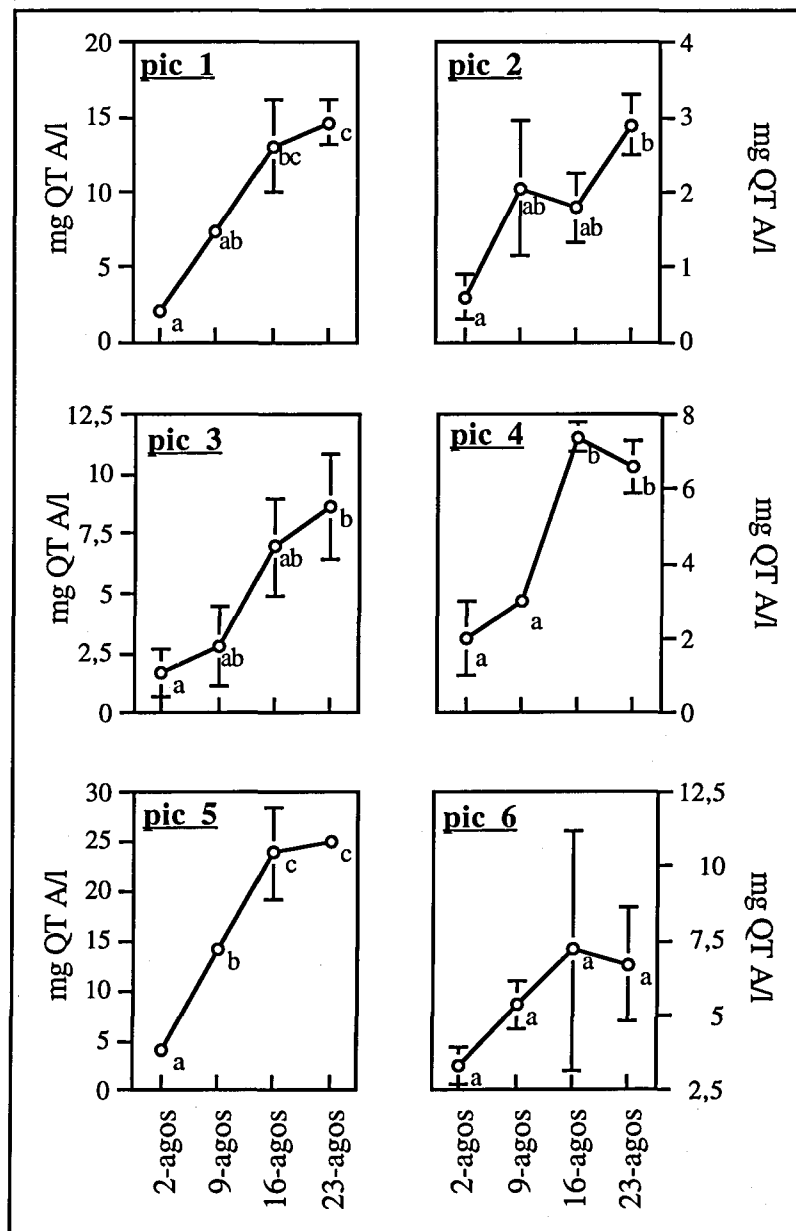 pic 1
20
15
10
5
0
mg QT A/l
a
ab
bc
c
pic 2
4
3
2
1
0
mg QT A/l
a
ab
ab
b
pic 3
12,5
10
7,5
5
2,5
0
mg QT A/l
a
ab
ab
b
pic 4
8
6
4
2
0
mg QT A/l
a
a
b
b
pic 5
30
25
20
15
10
5
0
mg QT A/l
a
b
c
c
2-agos
9-agos
16-agos
23-agos
pic 6
12,5
10
7,5
5
2,5
mg QT A/l
a
a
a
a
2-agos
9-agos
16-agos
23-agos